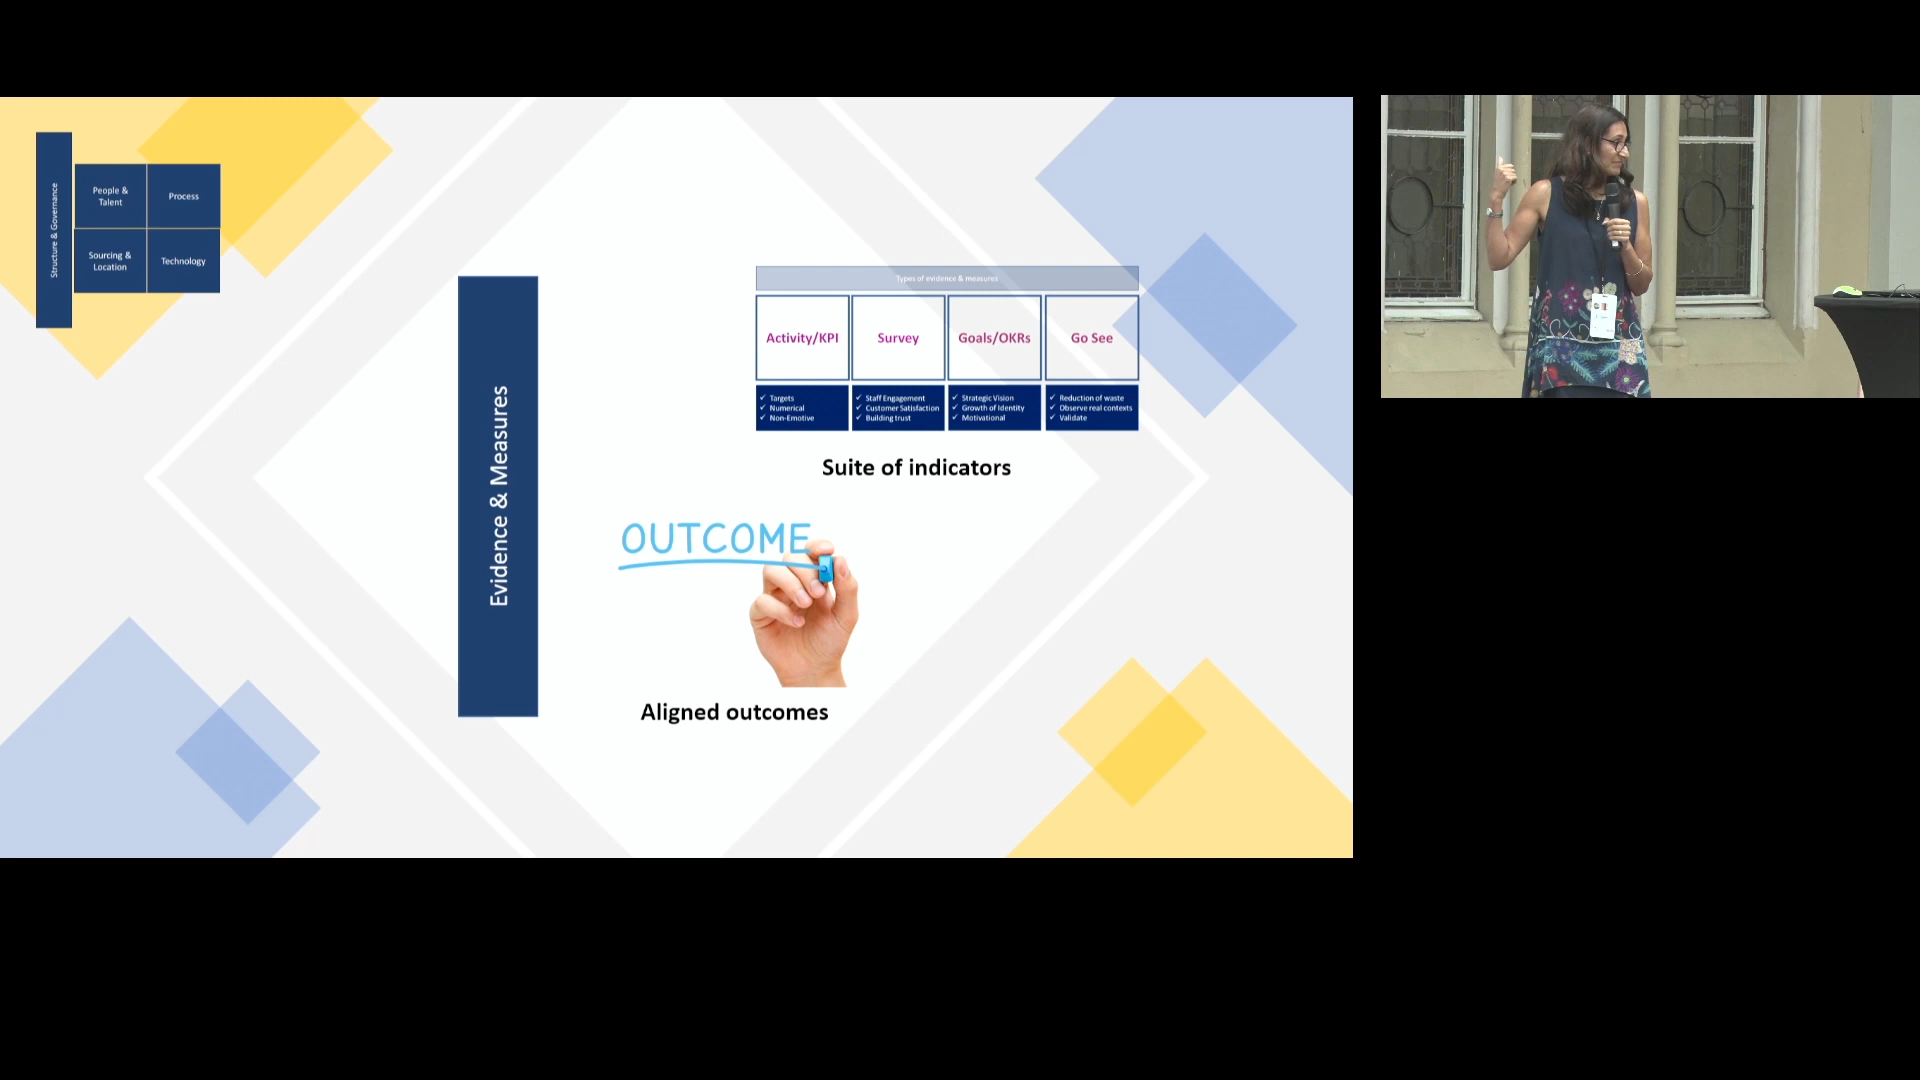 Structure & Governance
People &
Talent
Process
Sourcing &
Location
Technology
Evidence & Measures
Types of evidence & measures
Activity/KPI
Survey
Goals/OKRs
Go See
✓ Targets
✓ Numerical
✓ Non-Emotive
✓ Staff Engagement
✓ Customer Satisfaction
✓ Building trust
✓ Strategic Vision
✓ Growth of Identity
✓ Motivational
✓ Reduction of waste
✓ Observe real contexts
✓ Validate
Suite of indicators
OUTCOME
Aligned outcomes